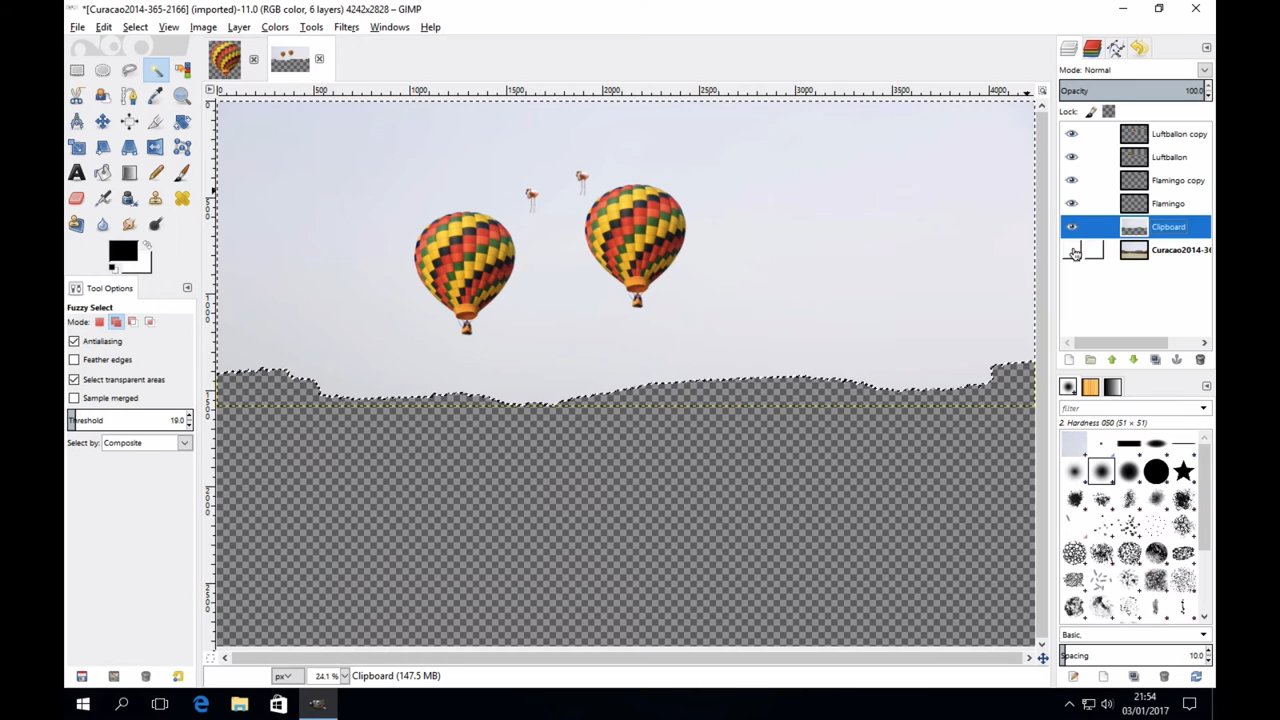 *[Curacao2014-365-2166] (imported)-11.0 (RGB color, 6 layers) 4242x2828 – GIMP
File Edit Select View Image Layer Colors Tools Filters Windows Help
Mode: Normal
Opacity 100.0
Lock:
0 500 1000 1500 2000 2500 3000 3500 4000
Luftballon copy
Luftballon
Flamingo copy
Flamingo
Clipboard
Curacao2014-36
Tool Options
Fuzzy Select
Mode:
Antialiasing
Feather edges
Select transparent areas
Sample merged
Threshold 19.0
Select by: Composite
filter
2. Hardness 050 (51 × 51)
Basic,
Spacing 10.0
px 24.1 % Clipboard (147.5 MB)
21:54
03/01/2017